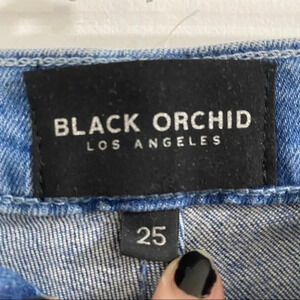 BLACK ORCHID
LOS ANGELES
25